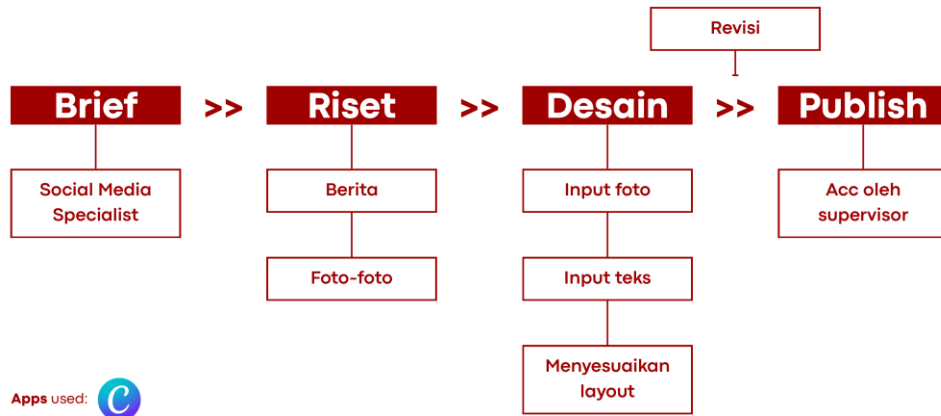 Revisi
Brief >> Riset >> Desain >> Publish
Social Media
Specialist
Berita
Foto-foto
Input foto
Input teks
Menyesuaikan
layout
Acc oleh
supervisor
Apps used: C